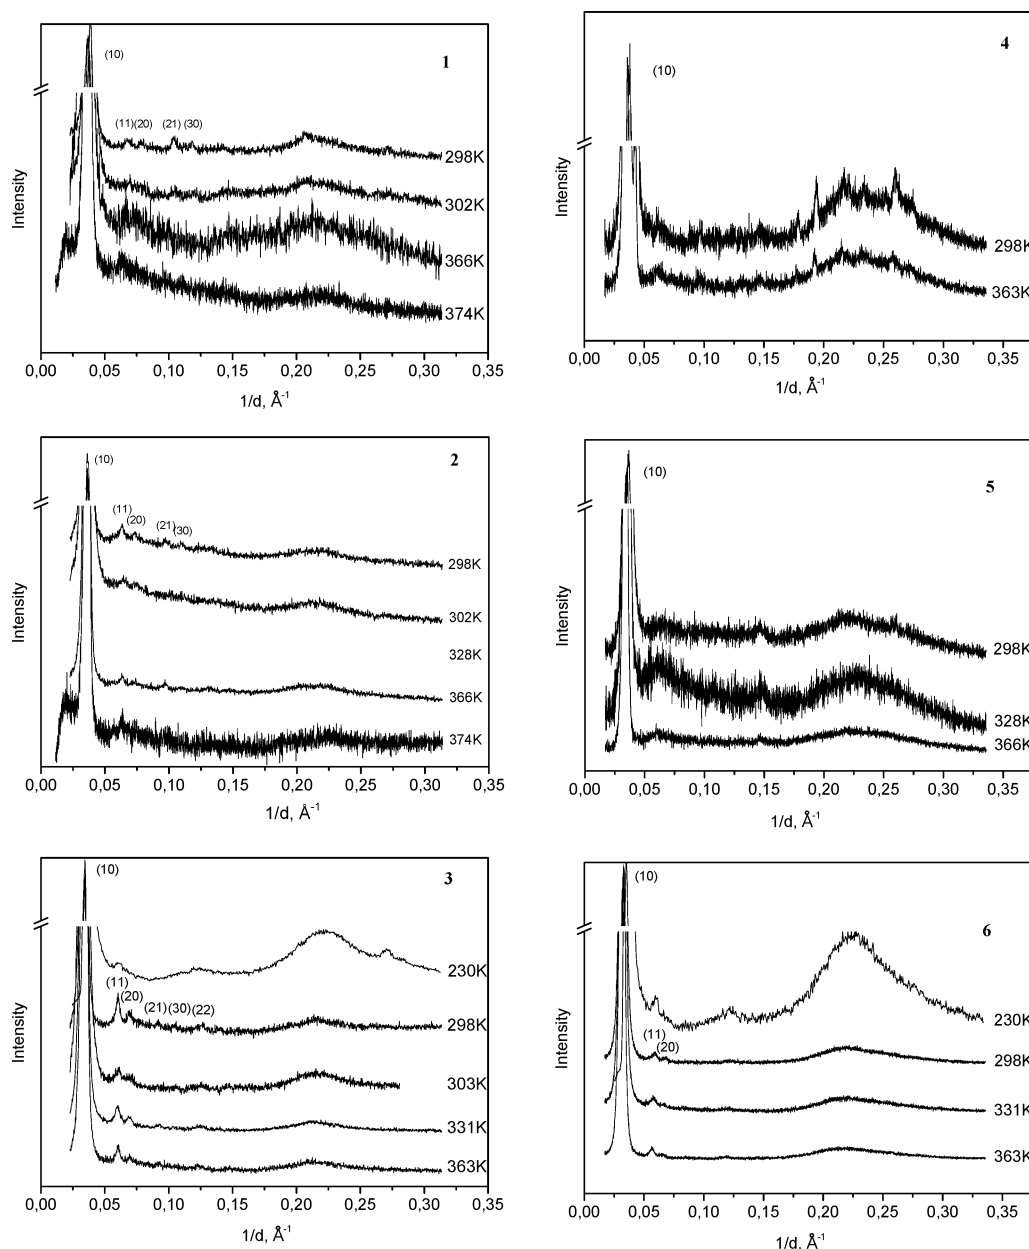 1
(10)
(11) (20) (21) (30)
298K
302K
366K
374K
Intensity
0,00 0,05 0,10 0,15 0,20 0,25 0,30 0,35
1/d, Å-1
4
(10)
298K
363K
Intensity
0,00 0,05 0,10 0,15 0,20 0,25 0,30 0,35
1/d, Å-1
2
(10)
(11) (20) (21) (30)
298K
302K
328K
366K
374K
Intensity
0,00 0,05 0,10 0,15 0,20 0,25 0,30 0,35
1/d, Å-1
5
(10)
298K
328K
366K
Intensity
0,00 0,05 0,10 0,15 0,20 0,25 0,30 0,35
1/d, Å-1
3
(10)
230K
(11) (20) (21) (30) (22)
298K
303K
331K
363K
Intensity
0,00 0,05 0,10 0,15 0,20 0,25 0,30 0,35
1/d, Å-1
6
(10)
230K
(11) (20)
298K
331K
363K
Intensity
0,00 0,05 0,10 0,15 0,20 0,25 0,30 0,35
1/d, Å-1